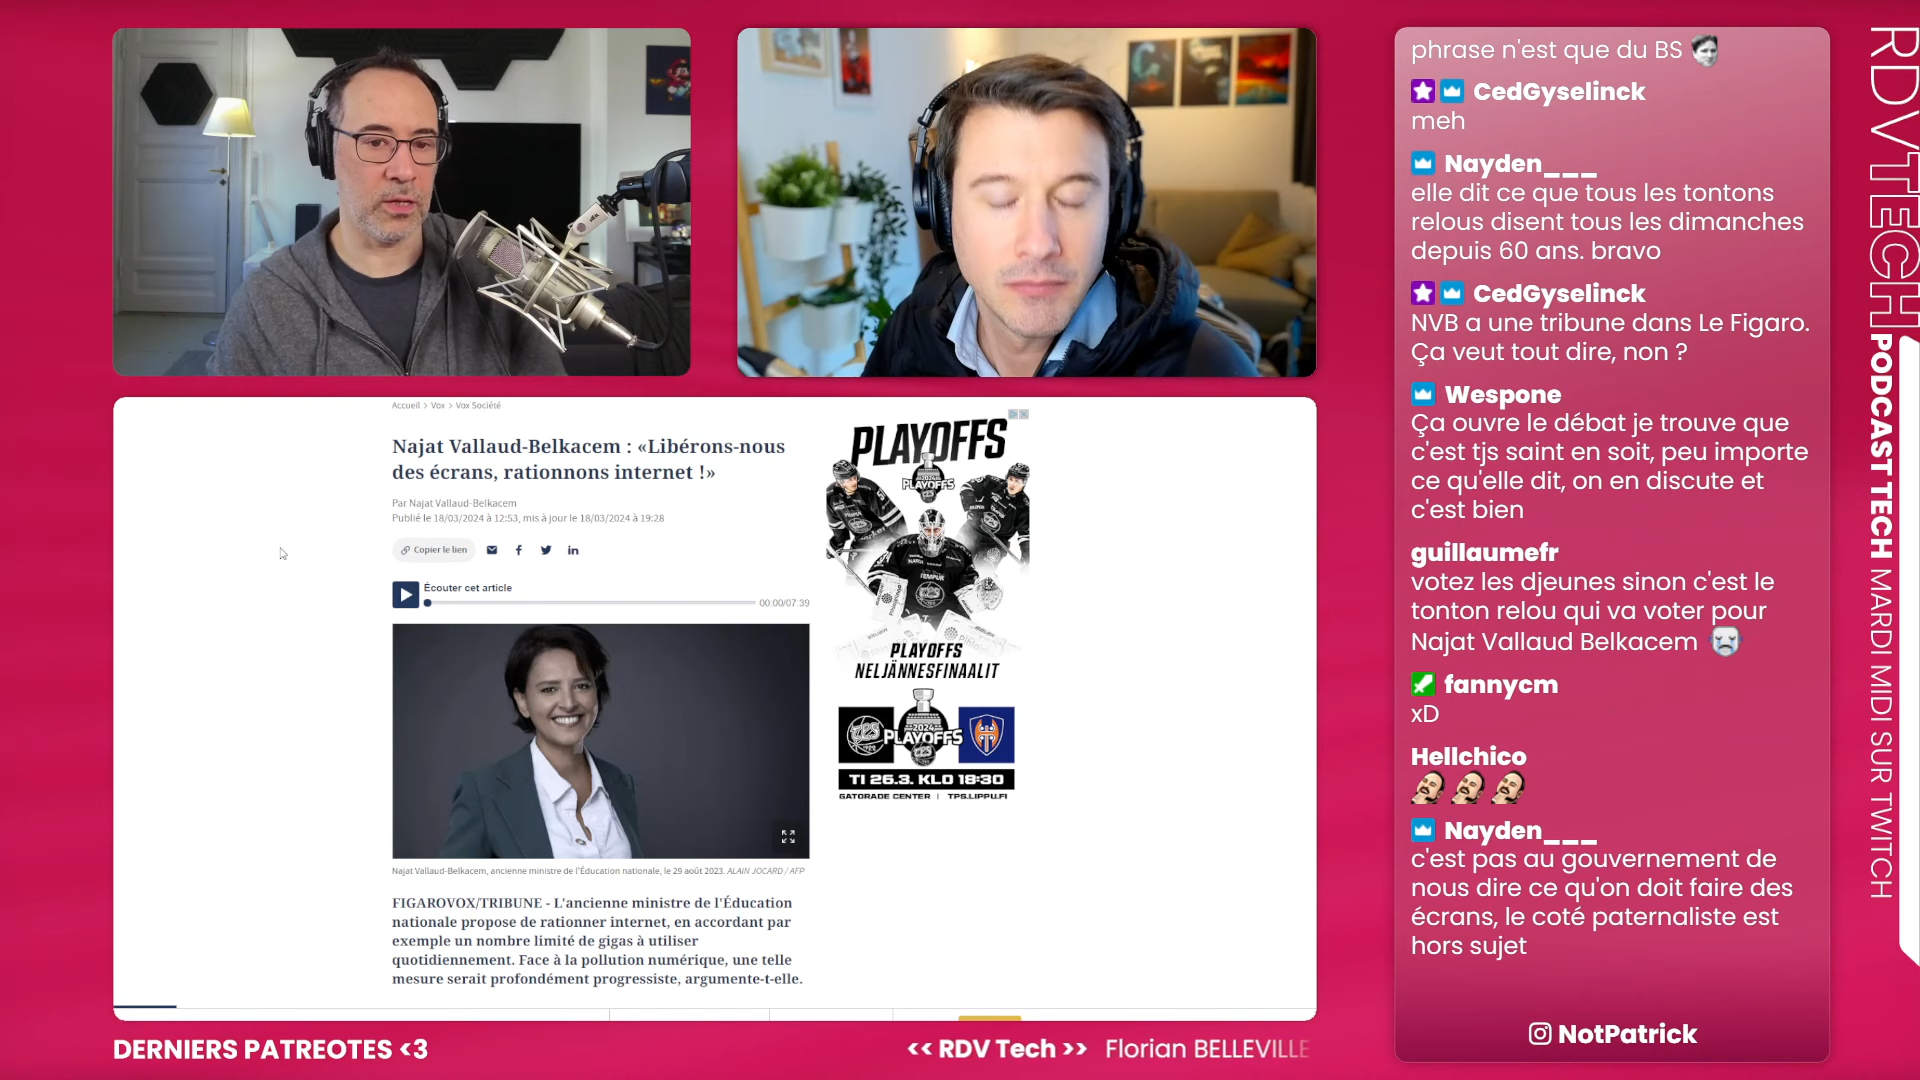 Accueil > Vox > Vox Société
Najat Vallaud-Belkacem : «Libérons-nous
des écrans, rationnons internet !»
Par Najat Vallaud-Belkacem
Publié le 18/03/2024 à 12:53, mis à jour le 18/03/2024 à 19:28
Copier le lien
Écouter cet article
00:00/07:39
Najat Vallaud-Belkacem, ancienne ministre de l'Éducation nationale, le 29 août 2023. ALAIN JOCARD / AFP
FIGAROVOX/TRIBUNE - L'ancienne ministre de l'Éducation
nationale propose de rationner internet, en accordant par
exemple un nombre limité de gigas à utiliser
quotidiennement. Face à la pollution numérique, une telle
mesure serait profondément progressiste, argumente-t-elle.
PLAYOFFS
PLAYOFFS
PLAYOFFS
NELJÄNNESFINAALIT
2024
PLAYOFFS
TI 26.3. KLO 18:30
GATORADE CENTER | TPS.LIPPU.FI
phrase n'est que du BS
CedGyselinck
meh
Nayden___
elle dit ce que tous les tontons
relous disent tous les dimanches
depuis 60 ans. bravo
CedGyselinck
NVB a une tribune dans Le Figaro.
Ça veut tout dire, non ?
Wespone
Ça ouvre le débat je trouve que
c'est tjs saint en soit, peu importe
ce qu'elle dit, on en discute et
c'est bien
guillaumefr
votez les djeunes sinon c'est le
tonton relou qui va voter pour
Najat Vallaud Belkacem
fannycm
xD
Hellchico
Nayden___
c'est pas au gouvernement de
nous dire ce qu'on doit faire des
écrans, le coté paternaliste est
hors sujet
NotPatrick
RDV TECH PODCAST TECH MARDI MIDI SUR TWITCH
DERNIERS PATREOTES <3
<< RDV Tech >> Florian BELLEVILLE